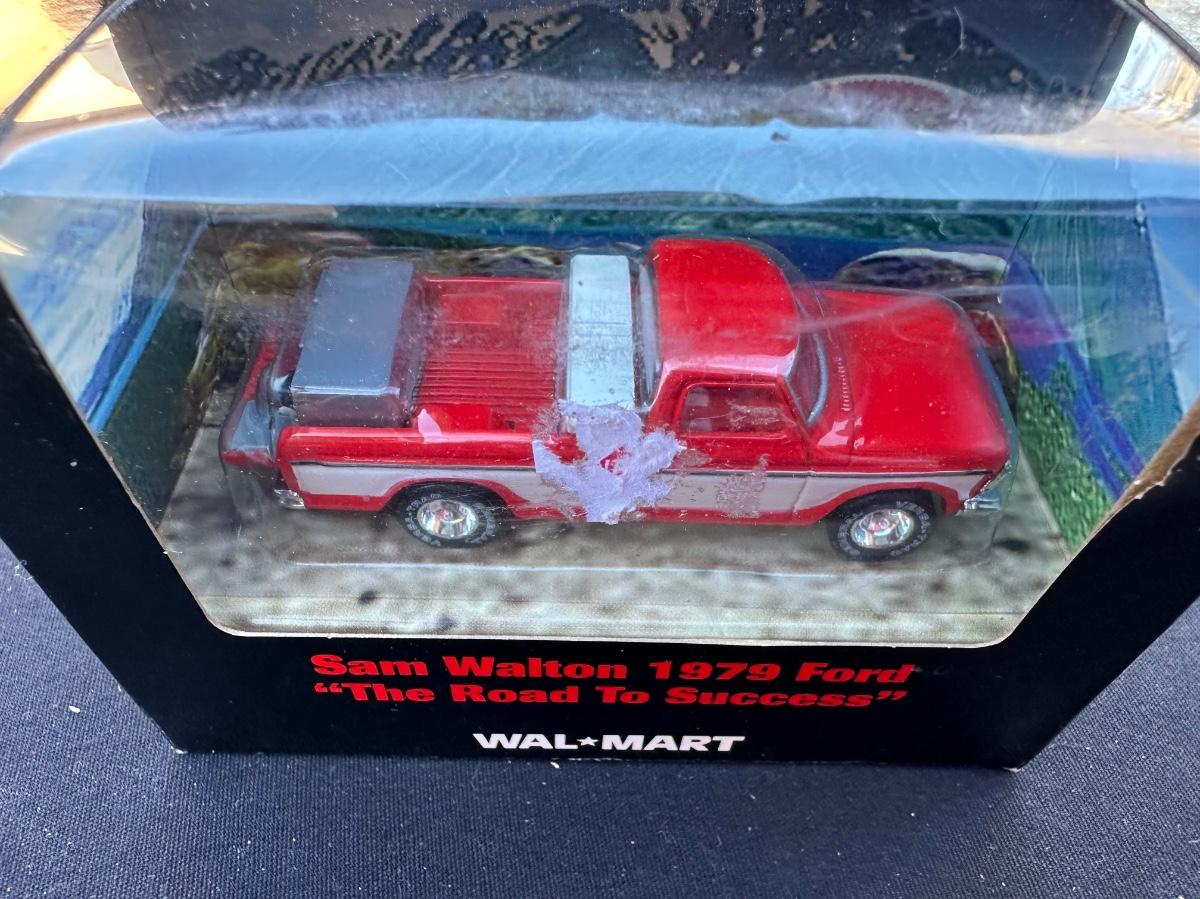 Sam Walton 1979 Ford
“The Road To Success”
WAL★MART